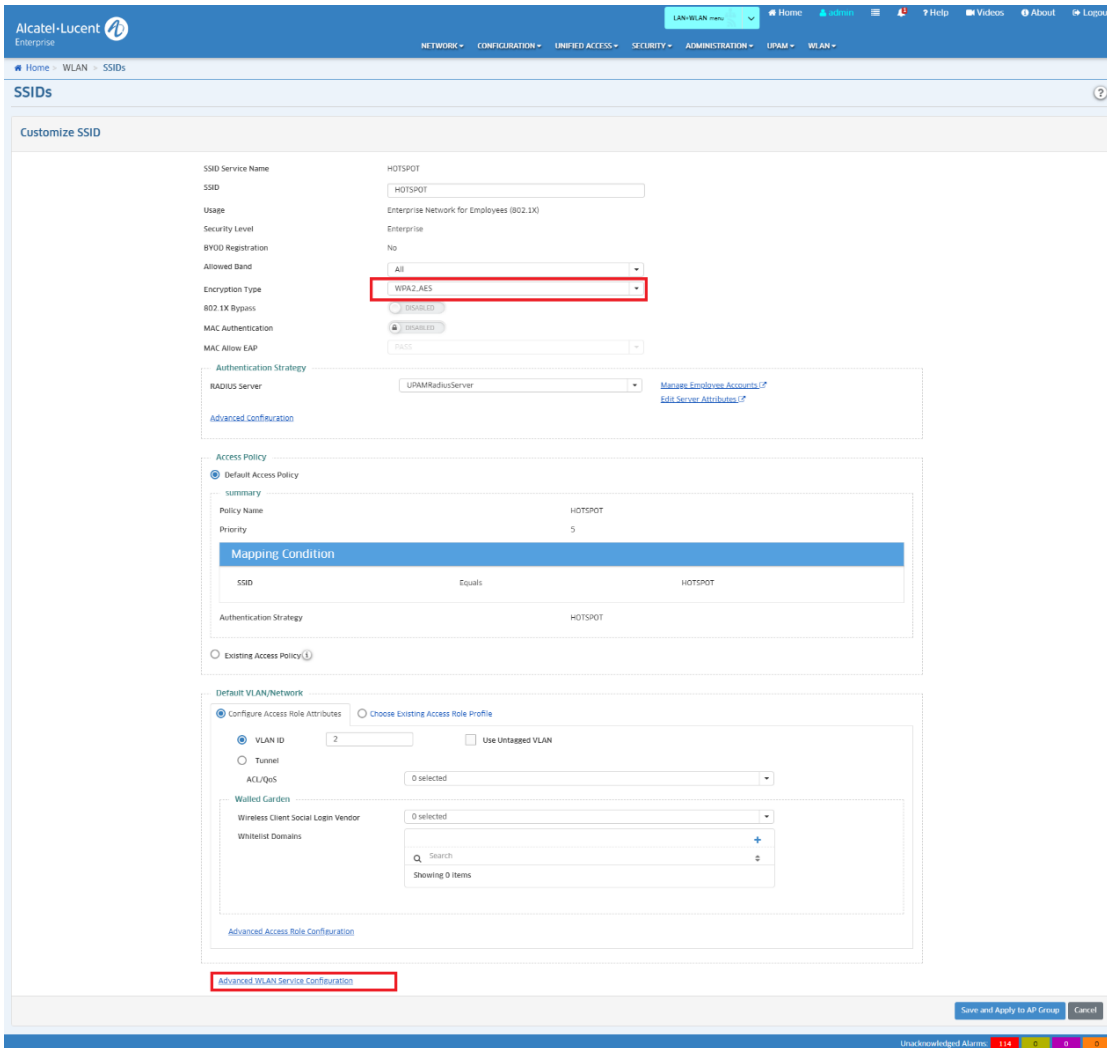 Alcatel•Lucent
Enterprise
LAN+WLAN menu
Home admin ? Help Videos About Logou
NETWORK CONFIGURATION UNIFIED ACCESS SECURITY ADMINISTRATION UPAM WLAN
Home > WLAN > SSIDs
SSIDs
?
Customize SSID
SSID Service Name HOTSPOT
SSID HOTSPOT
Usage Enterprise Network for Employees (802.1X)
Security Level Enterprise
BYOD Registration No
Allowed Band All
Encryption Type WPA2_AES
802.1X Bypass DISABLED
MAC Authentication DISABLED
MAC Allow EAP PASS
Authentication Strategy
RADIUS Server UPAMRadiusServer Manage Employee Accounts
Edit Server Attributes
Advanced Configuration
Access Policy
Default Access Policy
summary
Policy Name HOTSPOT
Priority 5
Mapping Condition
SSID Equals HOTSPOT
Authentication Strategy HOTSPOT
Existing Access Policy
Default VLAN/Network
Configure Access Role Attributes Choose Existing Access Role Profile
VLAN ID 2 Use Untagged VLAN
Tunnel
ACL/QoS 0 selected
Walled Garden
Wireless Client Social Login Vendor 0 selected
Whitelist Domains +
Search
Showing 0 Items
Advanced Access Role Configuration
Advanced WLAN Service Configuration
Save and Apply to AP Group Cancel
Unacknowledged Alarms: 114 0 0 0